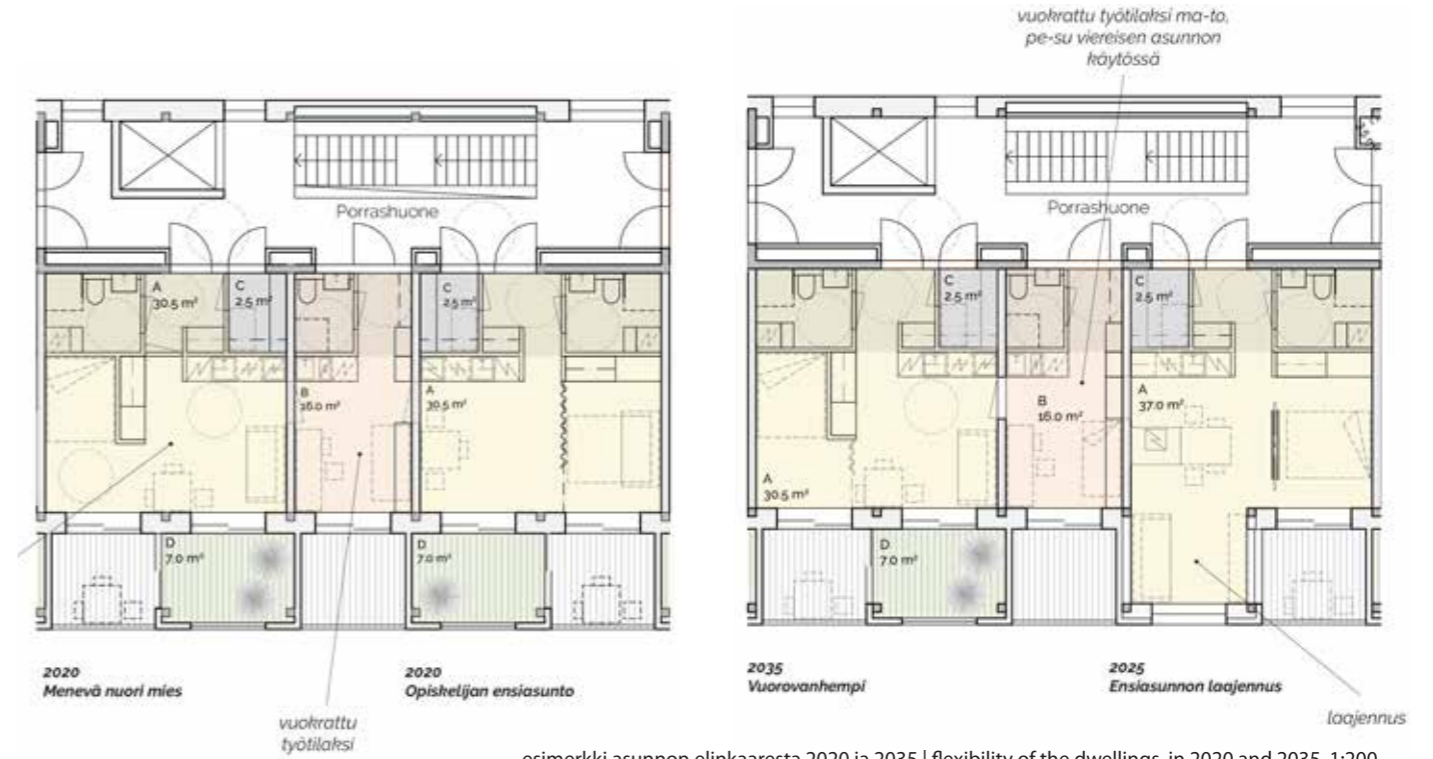 vuokrattu työtilaksi ma-to,
pe-su viereisen asunnon
käytössä
Porrashuone
A
30.5 m²
C
2.5 m²
C
2.5 m²
B
16.0 m²
A
30.5 m²
D
7.0 m²
D
7.0 m²
2020
Menevä nuori mies
2020
Opiskelijan ensiasunto
vuokrattu
työtilaksi
Porrashuone
C
2.5 m²
C
2.5 m²
B
16.0 m²
A
37.0 m²
A
30.5 m²
D
7.0 m²
2035
Vuorovanhempi
2025
Ensiasunnon laajennus
laajennus
esimerkki asunnon elinkaaresta 2020 ja 2035 | flexibility of the dwellings, in 2020 and 2035, 1:200